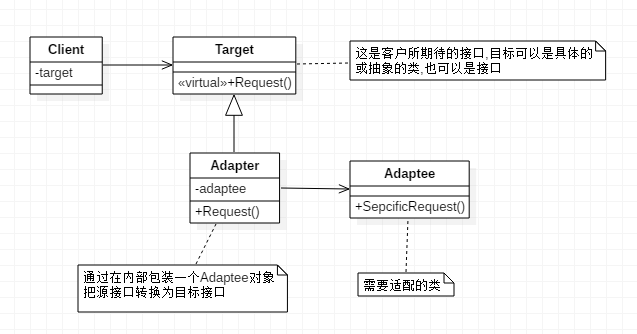 Client
-target
Target
«virtual»+Request()
这是客户所期待的接口,目标可以是具体的
或抽象的类,也可以是接口
Adapter
-adaptee
+Request()
Adaptee
+SepcificRequest()
通过在内部包装一个Adaptee对象
把源接口转换为目标接口
需要适配的类